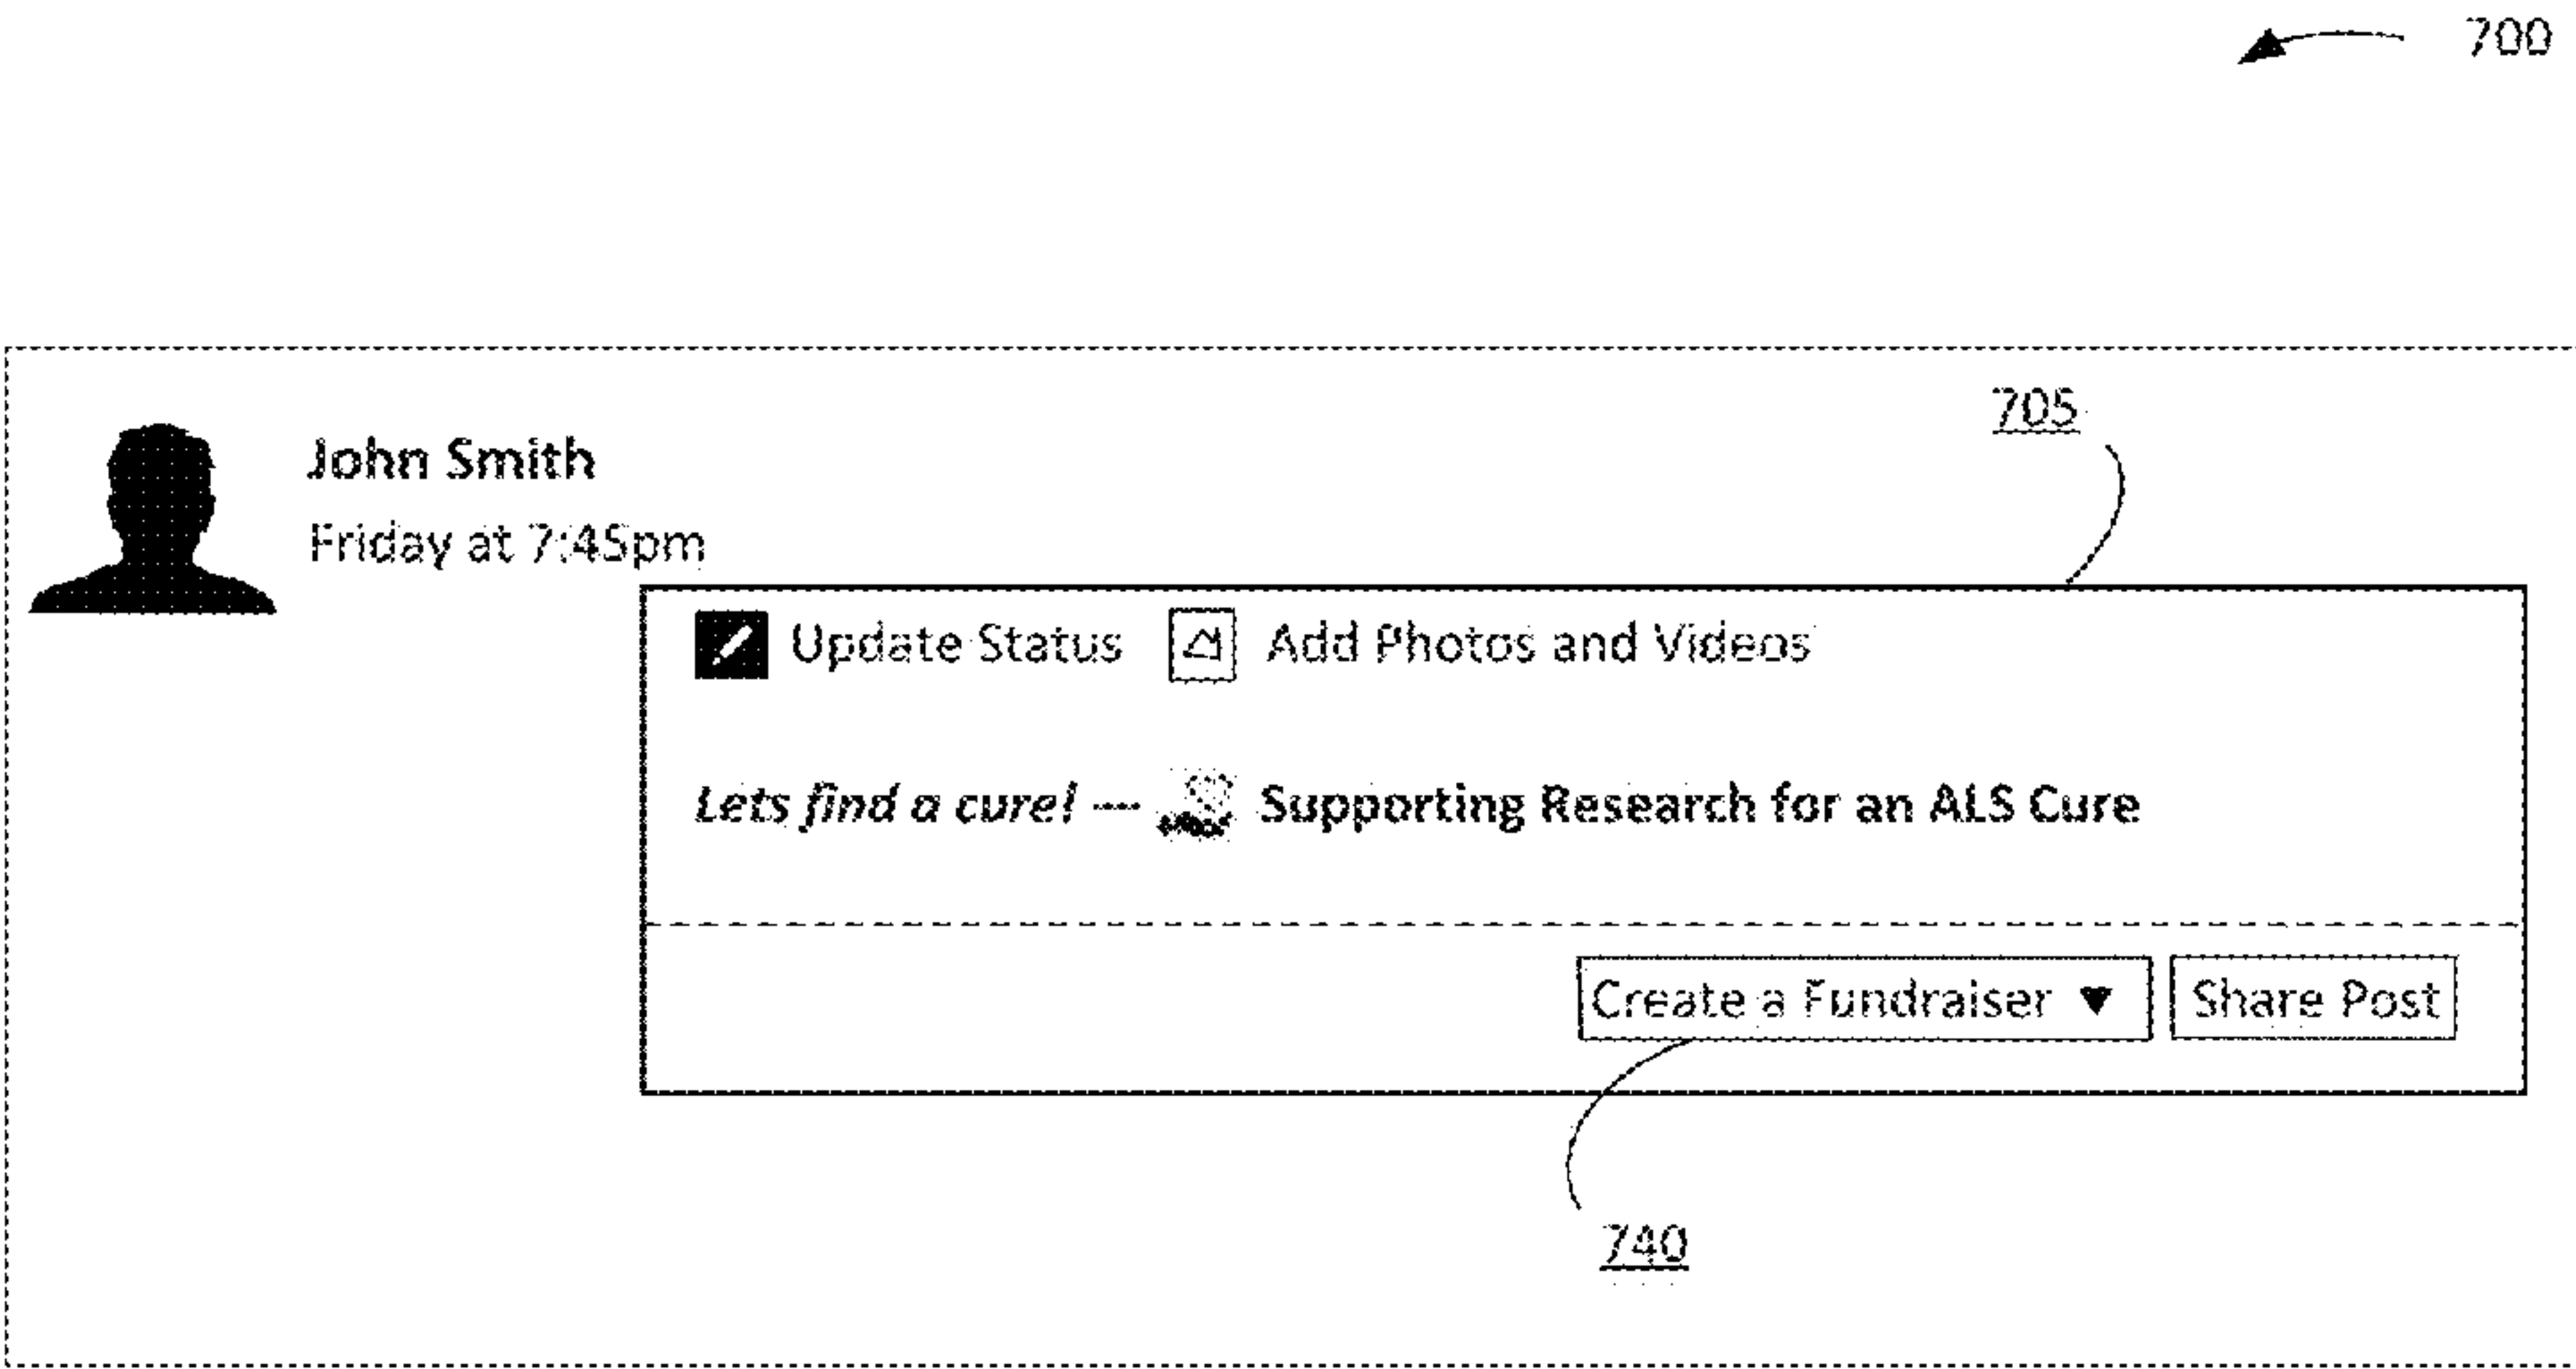 700
705
John Smith
Friday at 7:45pm
Update Status Add Photos and Videos
Lets find a cure! — Supporting Research for an ALS Cure
Create a Fundraiser ▼ Share Post
740